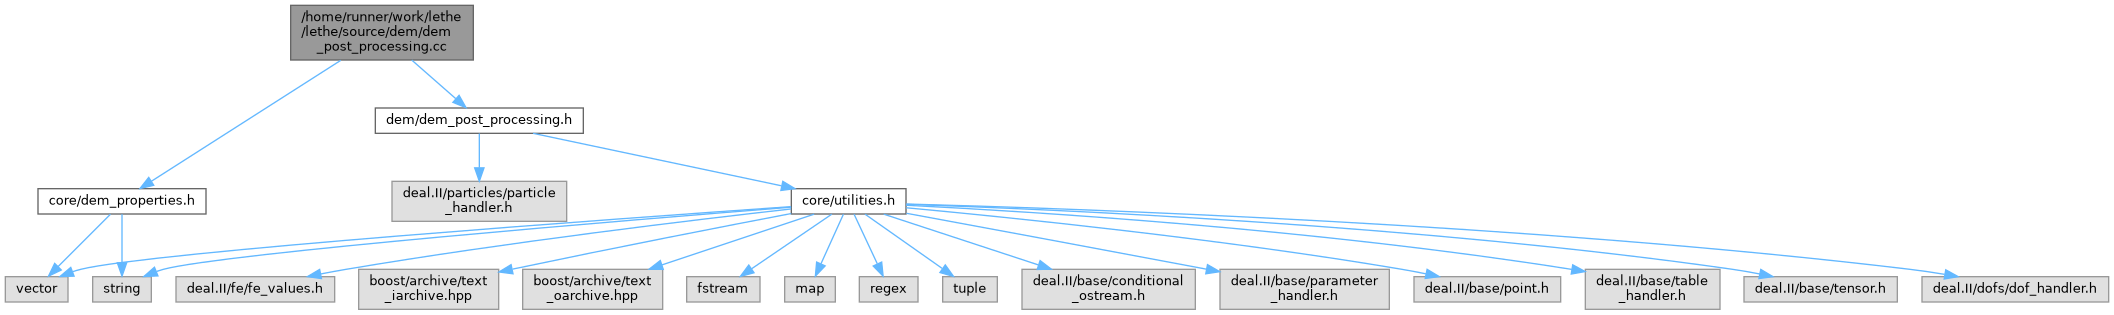 /home/runner/work/lethe
/lethe/source/dem/dem
_post_processing.cc
dem/dem_post_processing.h
core/dem_properties.h
deal.II/particles/particle
_handler.h
core/utilities.h
vector
string
deal.II/fe/fe_values.h
boost/archive/text
_iarchive.hpp
boost/archive/text
_oarchive.hpp
fstream
map
regex
tuple
deal.II/base/conditional
_ostream.h
deal.II/base/parameter
_handler.h
deal.II/base/point.h
deal.II/base/table
_handler.h
deal.II/base/tensor.h
deal.II/dofs/dof_handler.h